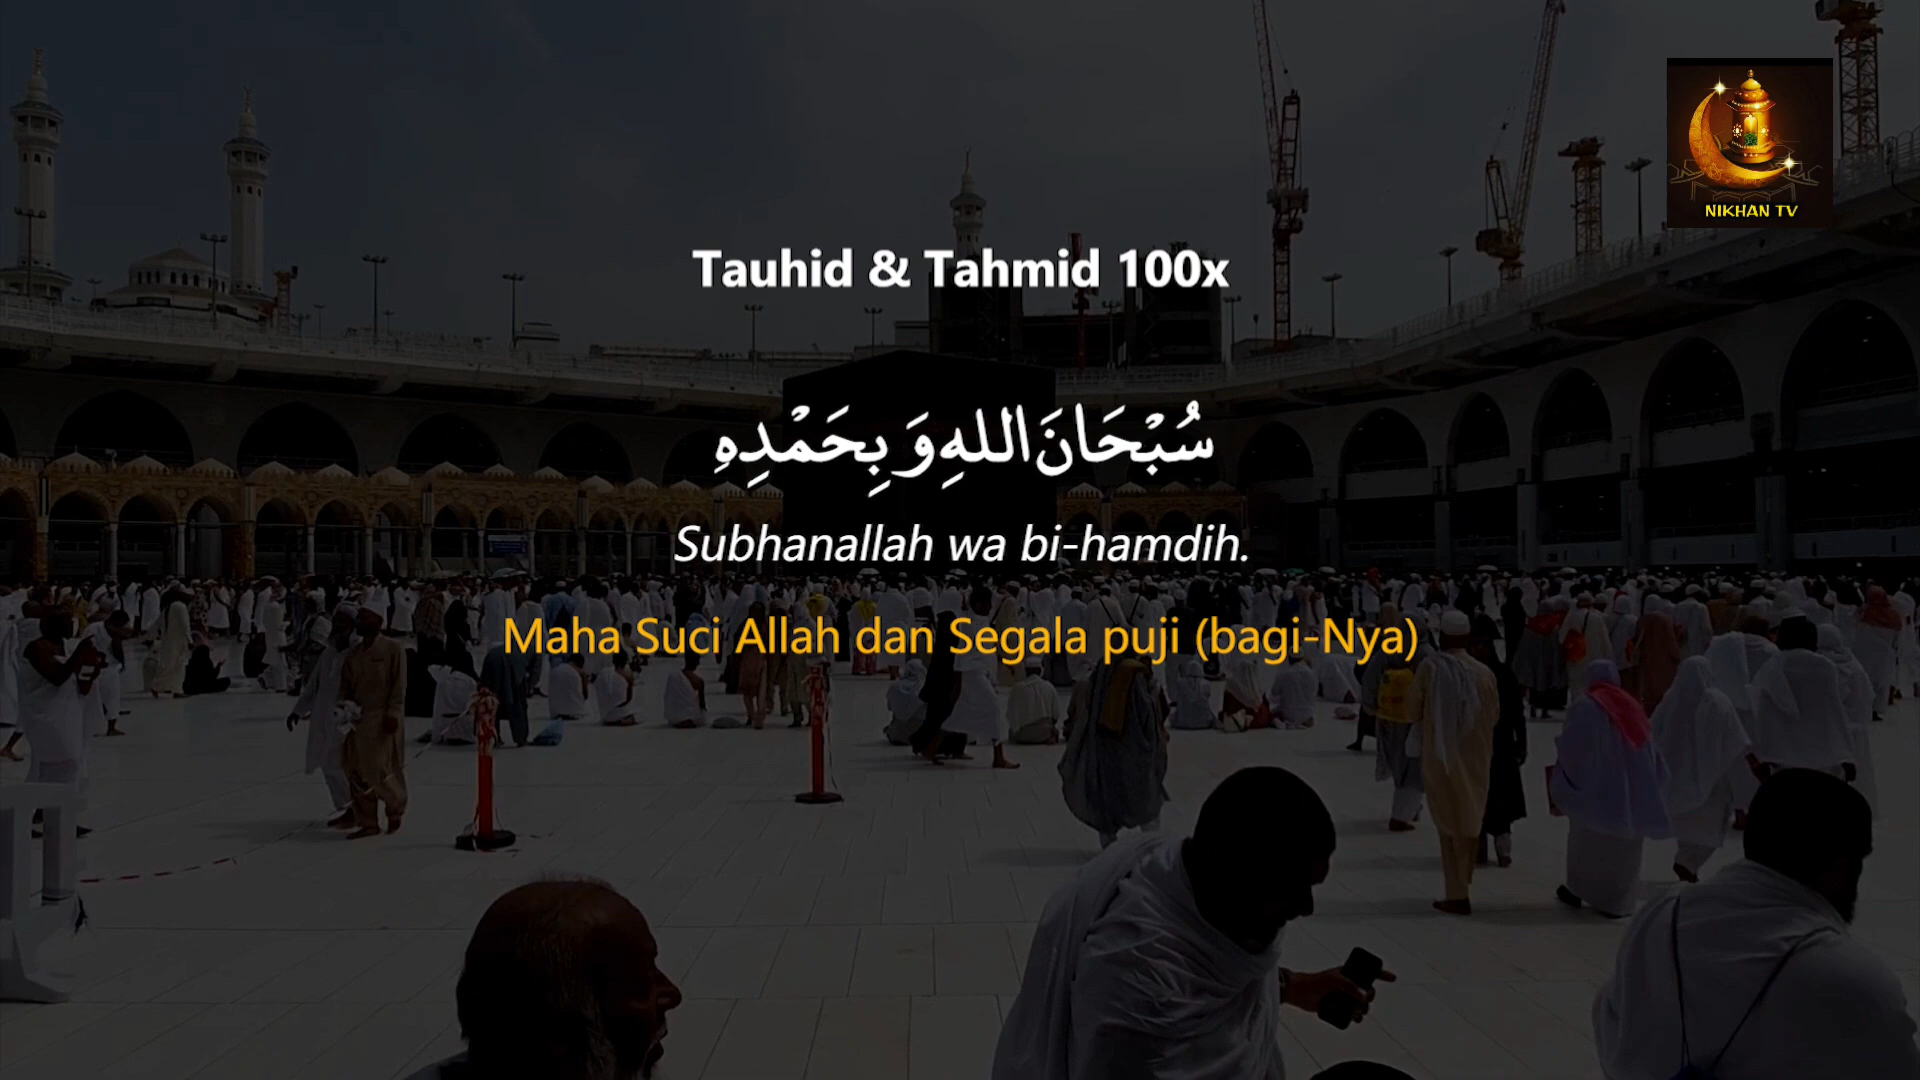 NIKHAN TV
Tauhid & Tahmid 100x
سُبْحَانَ اللهِ وَ بِحَمْدِهِ
Subhanallah wa bi-hamdih.
Maha Suci Allah dan Segala puji (bagi-Nya)